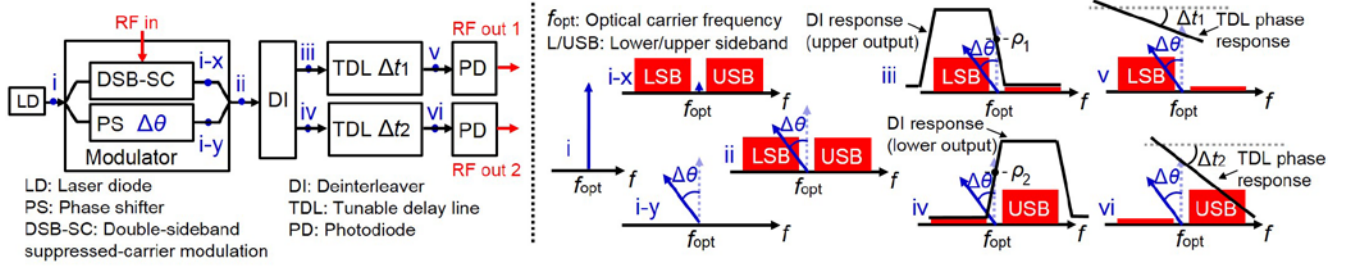 RF in
i
LD
DSB-SC
i-x
PS Δθ
i-y
Modulator
ii
DI
iii
TDL Δt1
v
PD
RF out 1
iv
TDL Δt2
vi
PD
RF out 2
LD: Laser diode
PS: Phase shifter
DSB-SC: Double-sideband
suppressed-carrier modulation
DI: Deinterleaver
TDL: Tunable delay line
PD: Photodiode
fopt: Optical carrier frequency
L/USB: Lower/upper sideband
i
fopt
f
i-x
LSB
USB
fopt
f
i-y
Δθ
fopt
f
ii
Δθ
LSB
USB
fopt
f
DI response
(upper output)
ρ1
Δθ
iii
LSB
fopt
f
DI response
(lower output)
ρ2
Δθ
iv
USB
fopt
f
Δt1
TDL phase
response
Δθ
v
LSB
fopt
f
Δt2
TDL phase
response
Δθ
vi
USB
fopt
f